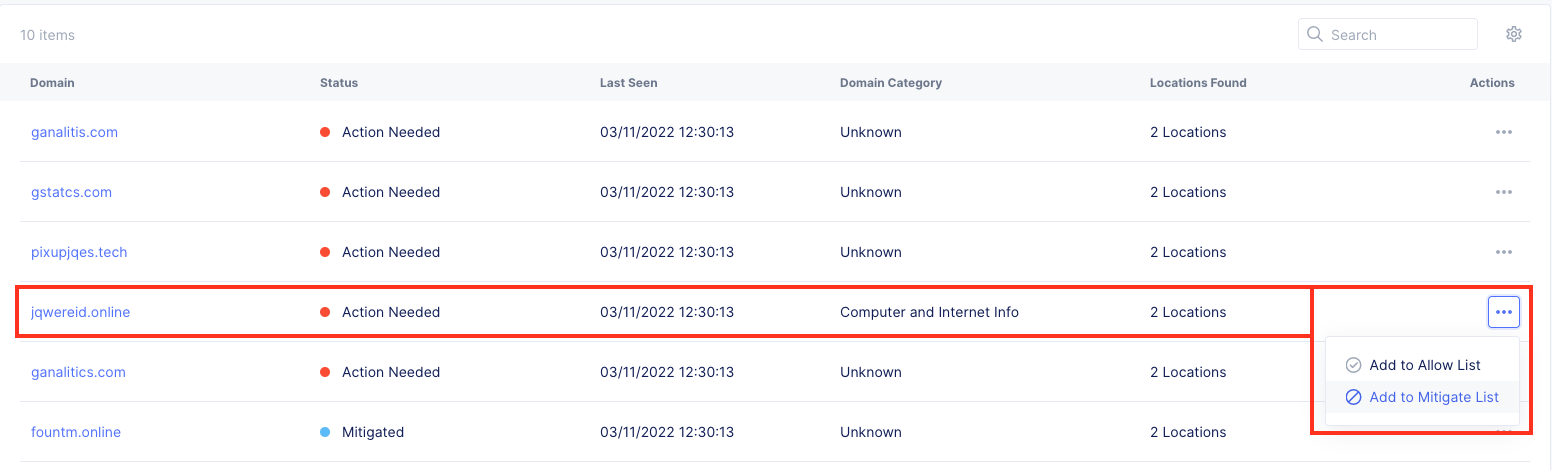 10 items
Search
Domain Status Last Seen Domain Category Locations Found Actions
ganalitis.com Action Needed 03/11/2022 12:30:13 Unknown 2 Locations
gstatcs.com Action Needed 03/11/2022 12:30:13 Unknown 2 Locations
pixupjqes.tech Action Needed 03/11/2022 12:30:13 Unknown 2 Locations
jqwereid.online Action Needed 03/11/2022 12:30:13 Computer and Internet Info 2 Locations
Add to Allow List
ganalitics.com Action Needed 03/11/2022 12:30:13 Unknown 2 Locations
Add to Mitigate List
fountm.online Mitigated 03/11/2022 12:30:13 Unknown 2 Locations